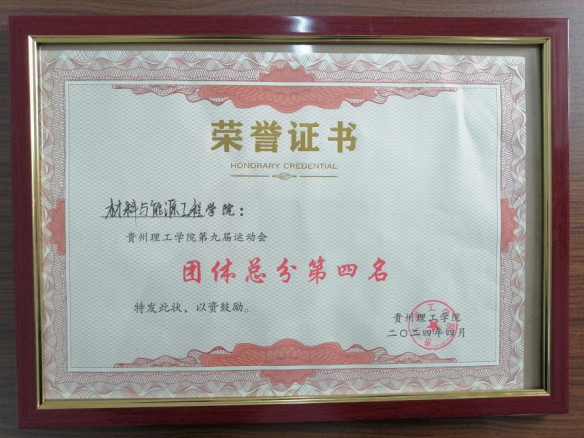 荣誉证书
HONORARY CREDENTIAL
材料与能源工程学院：
贵州理工学院第九届运动会
团体总分第四名
特发此状，以资鼓励。
贵州理工学院
二〇二四年四月